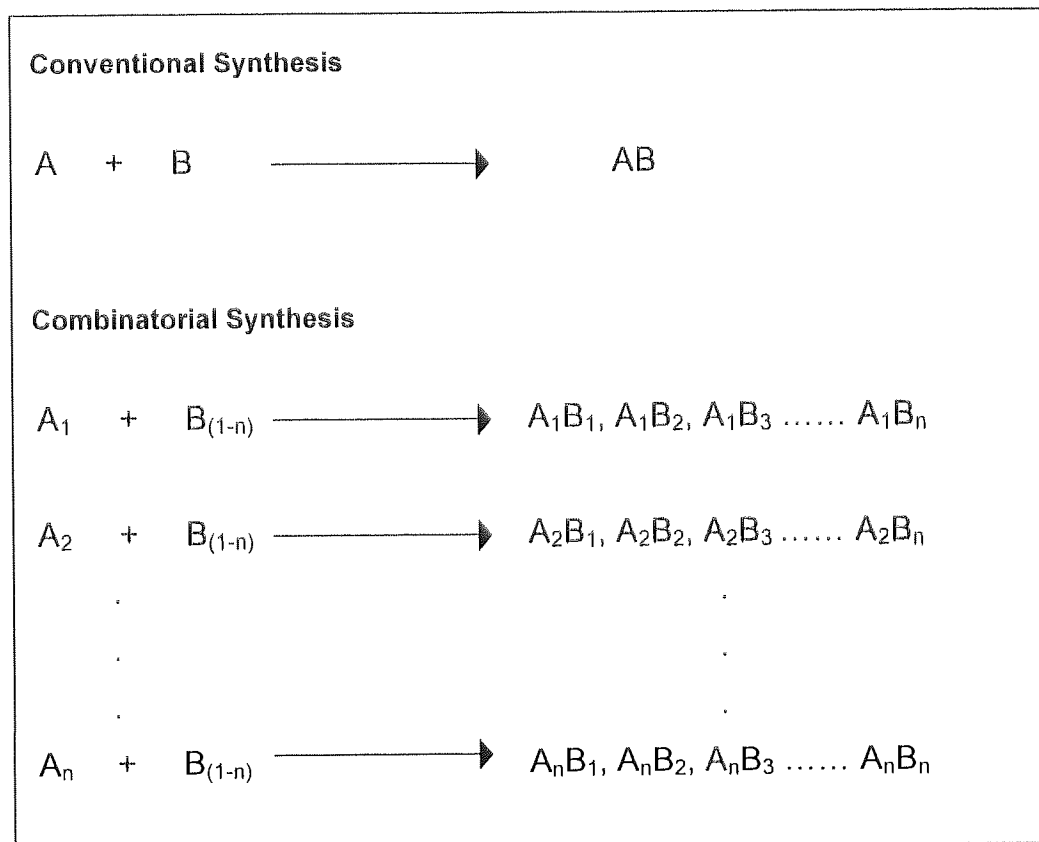 Conventional Synthesis
A + B → AB
Combinatorial Synthesis
A₁ + B₍₁₋ₙ₎ → A₁B₁, A₁B₂, A₁B₃ ...... A₁Bₙ
A₂ + B₍₁₋ₙ₎ → A₂B₁, A₂B₂, A₂B₃ ...... A₂Bₙ
. .
. .
. .
Aₙ + B₍₁₋ₙ₎ → AₙB₁, AₙB₂, AₙB₃ ...... AₙBₙ